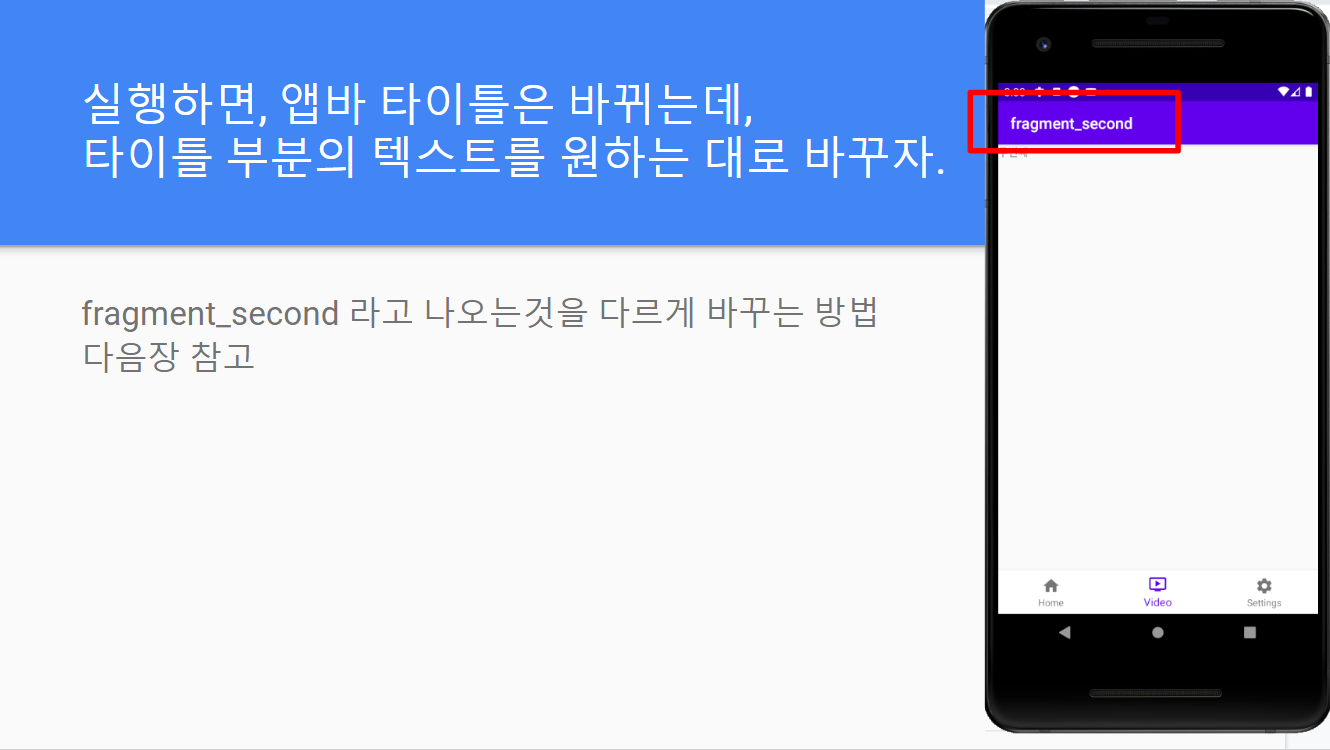 실행하면, 앱바 타이틀은 바뀌는데,
타이틀 부분의 텍스트를 원하는 대로 바꾸자.
fragment_second 라고 나오는것을 다르게 바꾸는 방법
다음장 참고
fragment_second
Home
Video
Settings